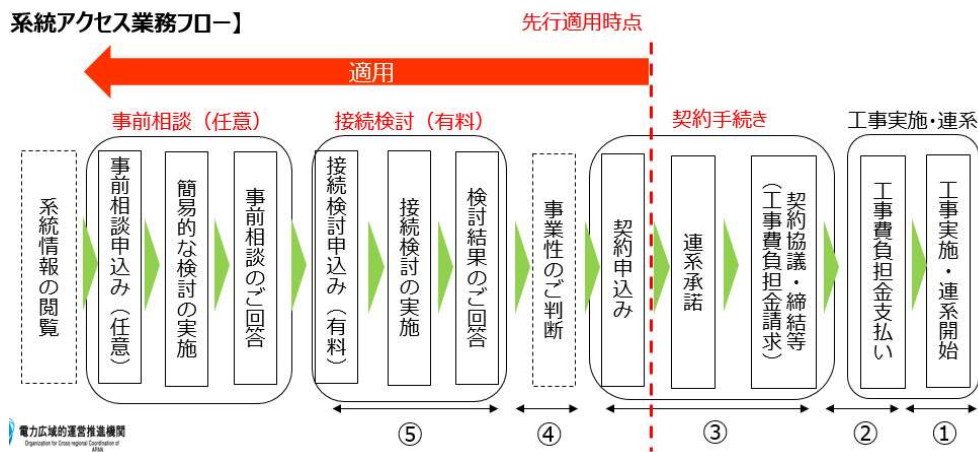 系統アクセス業務フロー】
先行適用時点
適用
事前相談（任意）
接続検討（有料）
契約手続き
工事実施・連系
系統情報の閲覧
事前相談申込み（任意）
簡易的な検討の実施
事前相談のご回答
接続検討申込み（有料）
接続検討の実施
検討結果のご回答
事業性のご判断
契約申込み
連系承諾
契約協議・締結等
（工事費負担金請求）
工事費負担金支払い
工事実施・連系開始
⑤
④
③
②
①
電力広域的運営推進機関
Organization for Cross-regional Coordination of